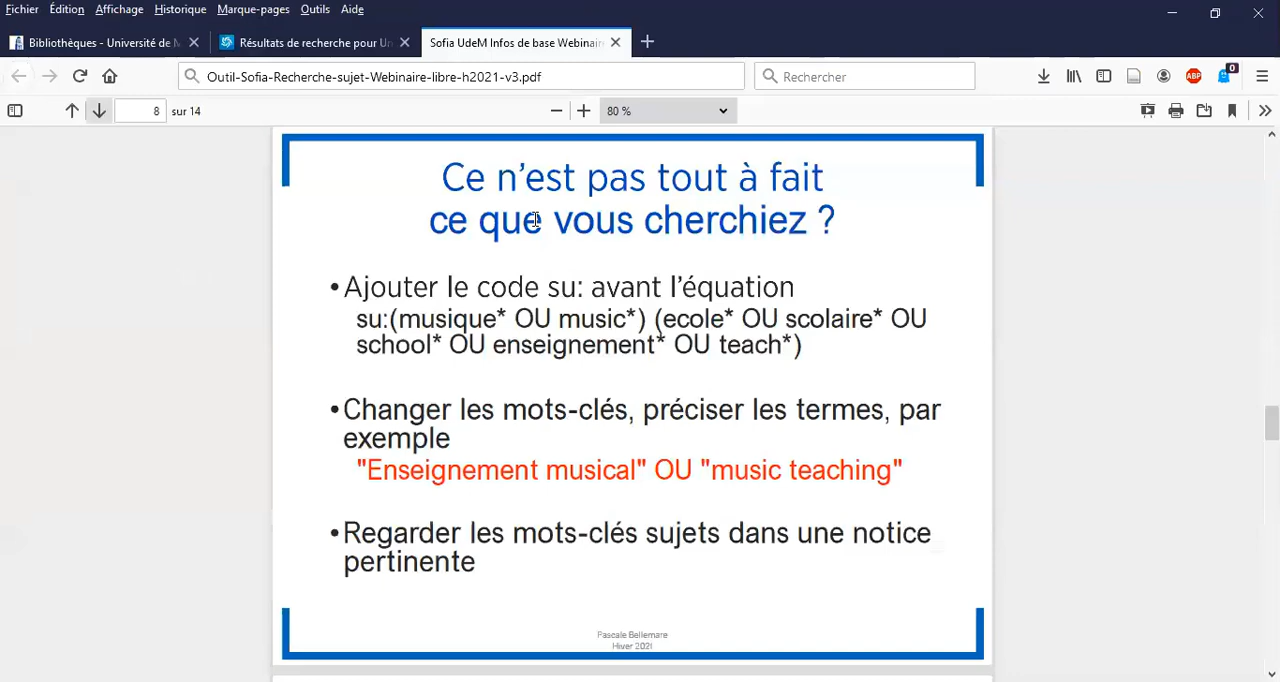 Fichier Édition Affichage Historique Marque-pages Outils Aide
Bibliothèques - Université de M
Résultats de recherche pour Un
Sofia UdeM Infos de base Webinair
Outil-Sofia-Recherche-sujet-Webinaire-libre-h2021-v3.pdf
Rechercher
ABP
0
8 sur 14
80 %
Ce n'est pas tout à fait
ce que vous cherchiez ?
•Ajouter le code su: avant l'équation
su:(musique* OU music*) (ecole* OU scolaire* OU
school* OU enseignement* OU teach*)
•Changer les mots-clés, préciser les termes, par
exemple
"Enseignement musical" OU "music teaching"
•Regarder les mots-clés sujets dans une notice
pertinente
Pascale Bellemare
Hiver 2021